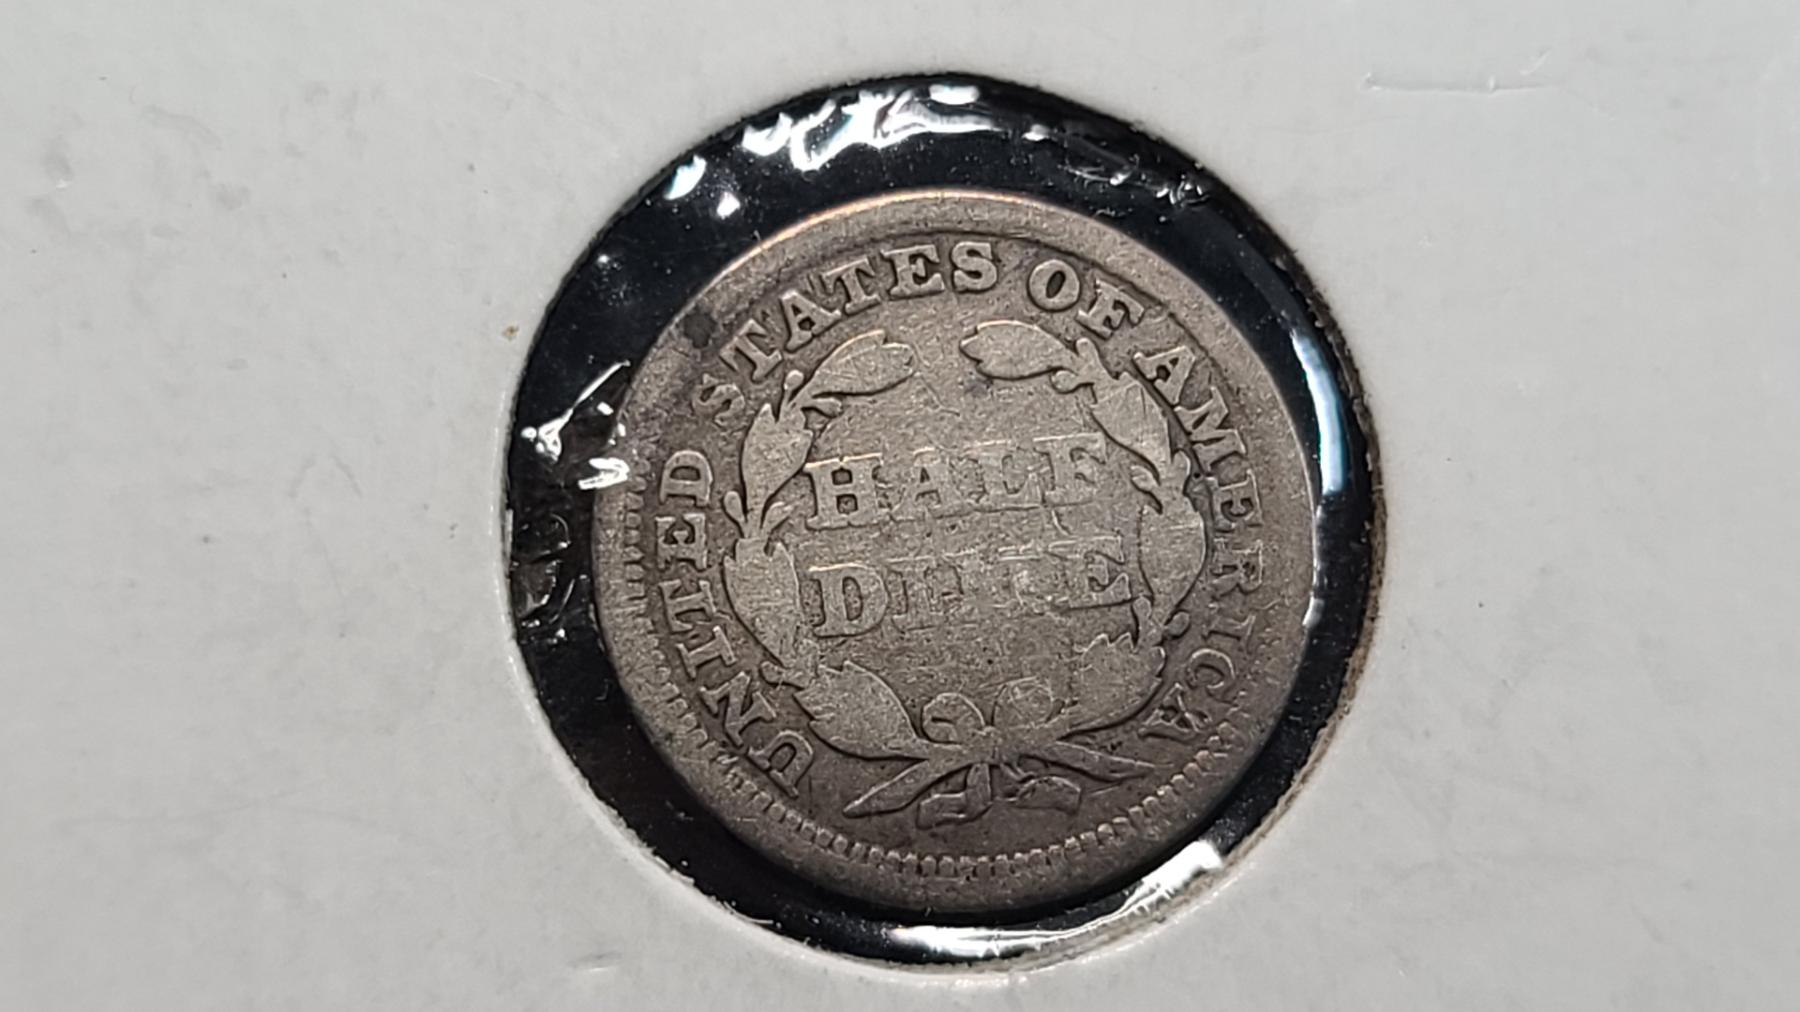 UNITED STATES OF AMERICA
HALF
DIME